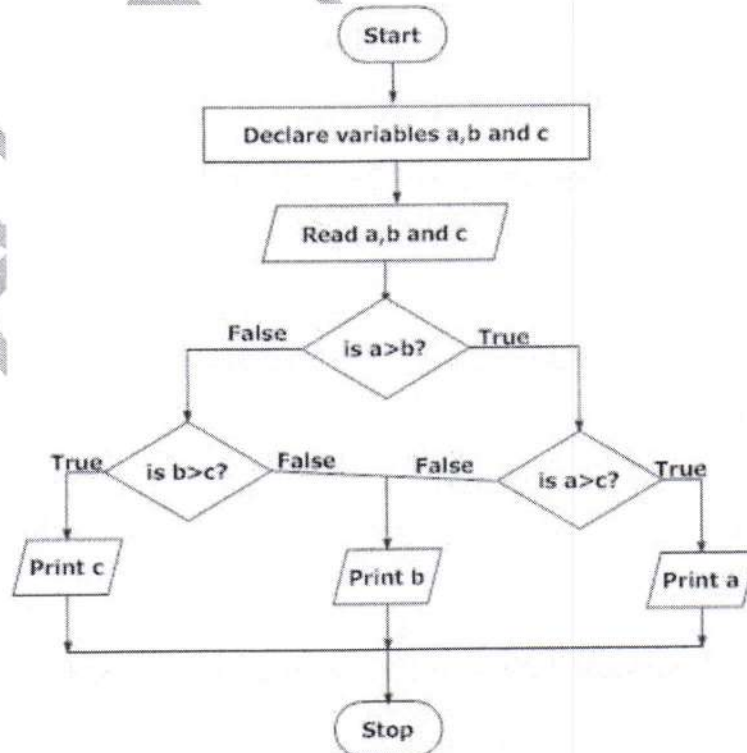 Start
Declare variables a,b and c
Read a,b and c
False
is a>b?
True
True
is b>c?
False
False
is a>c?
True
Print c
Print b
Print a
Stop